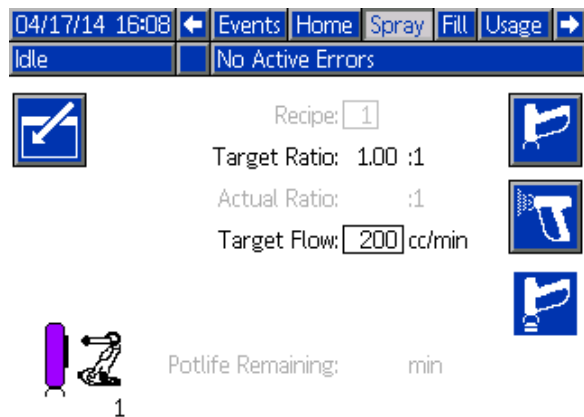 04/17/14 16:08 Events Home Spray Fill Usage
Idle No Active Errors
Recipe: 1
Target Ratio: 1.00 :1
Actual Ratio: :1
Target Flow: 200 cc/min
Potlife Remaining: min
1